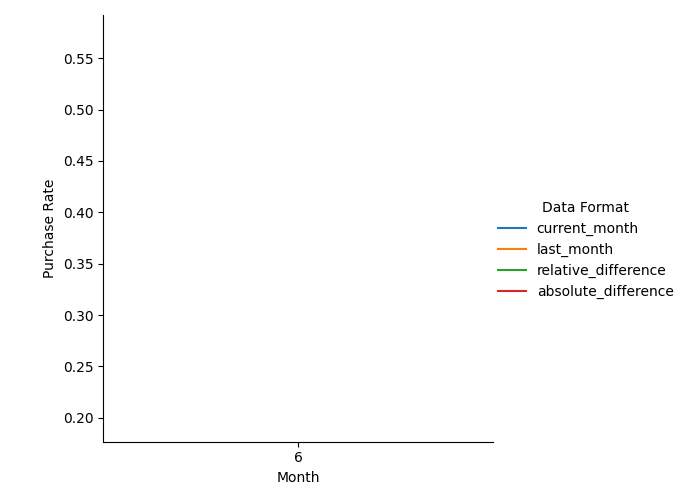 0.55
0.50
0.45
0.40
0.35
0.30
0.25
0.20
Purchase Rate
6
Month
Data Format
current_month
last_month
relative_difference
absolute_difference